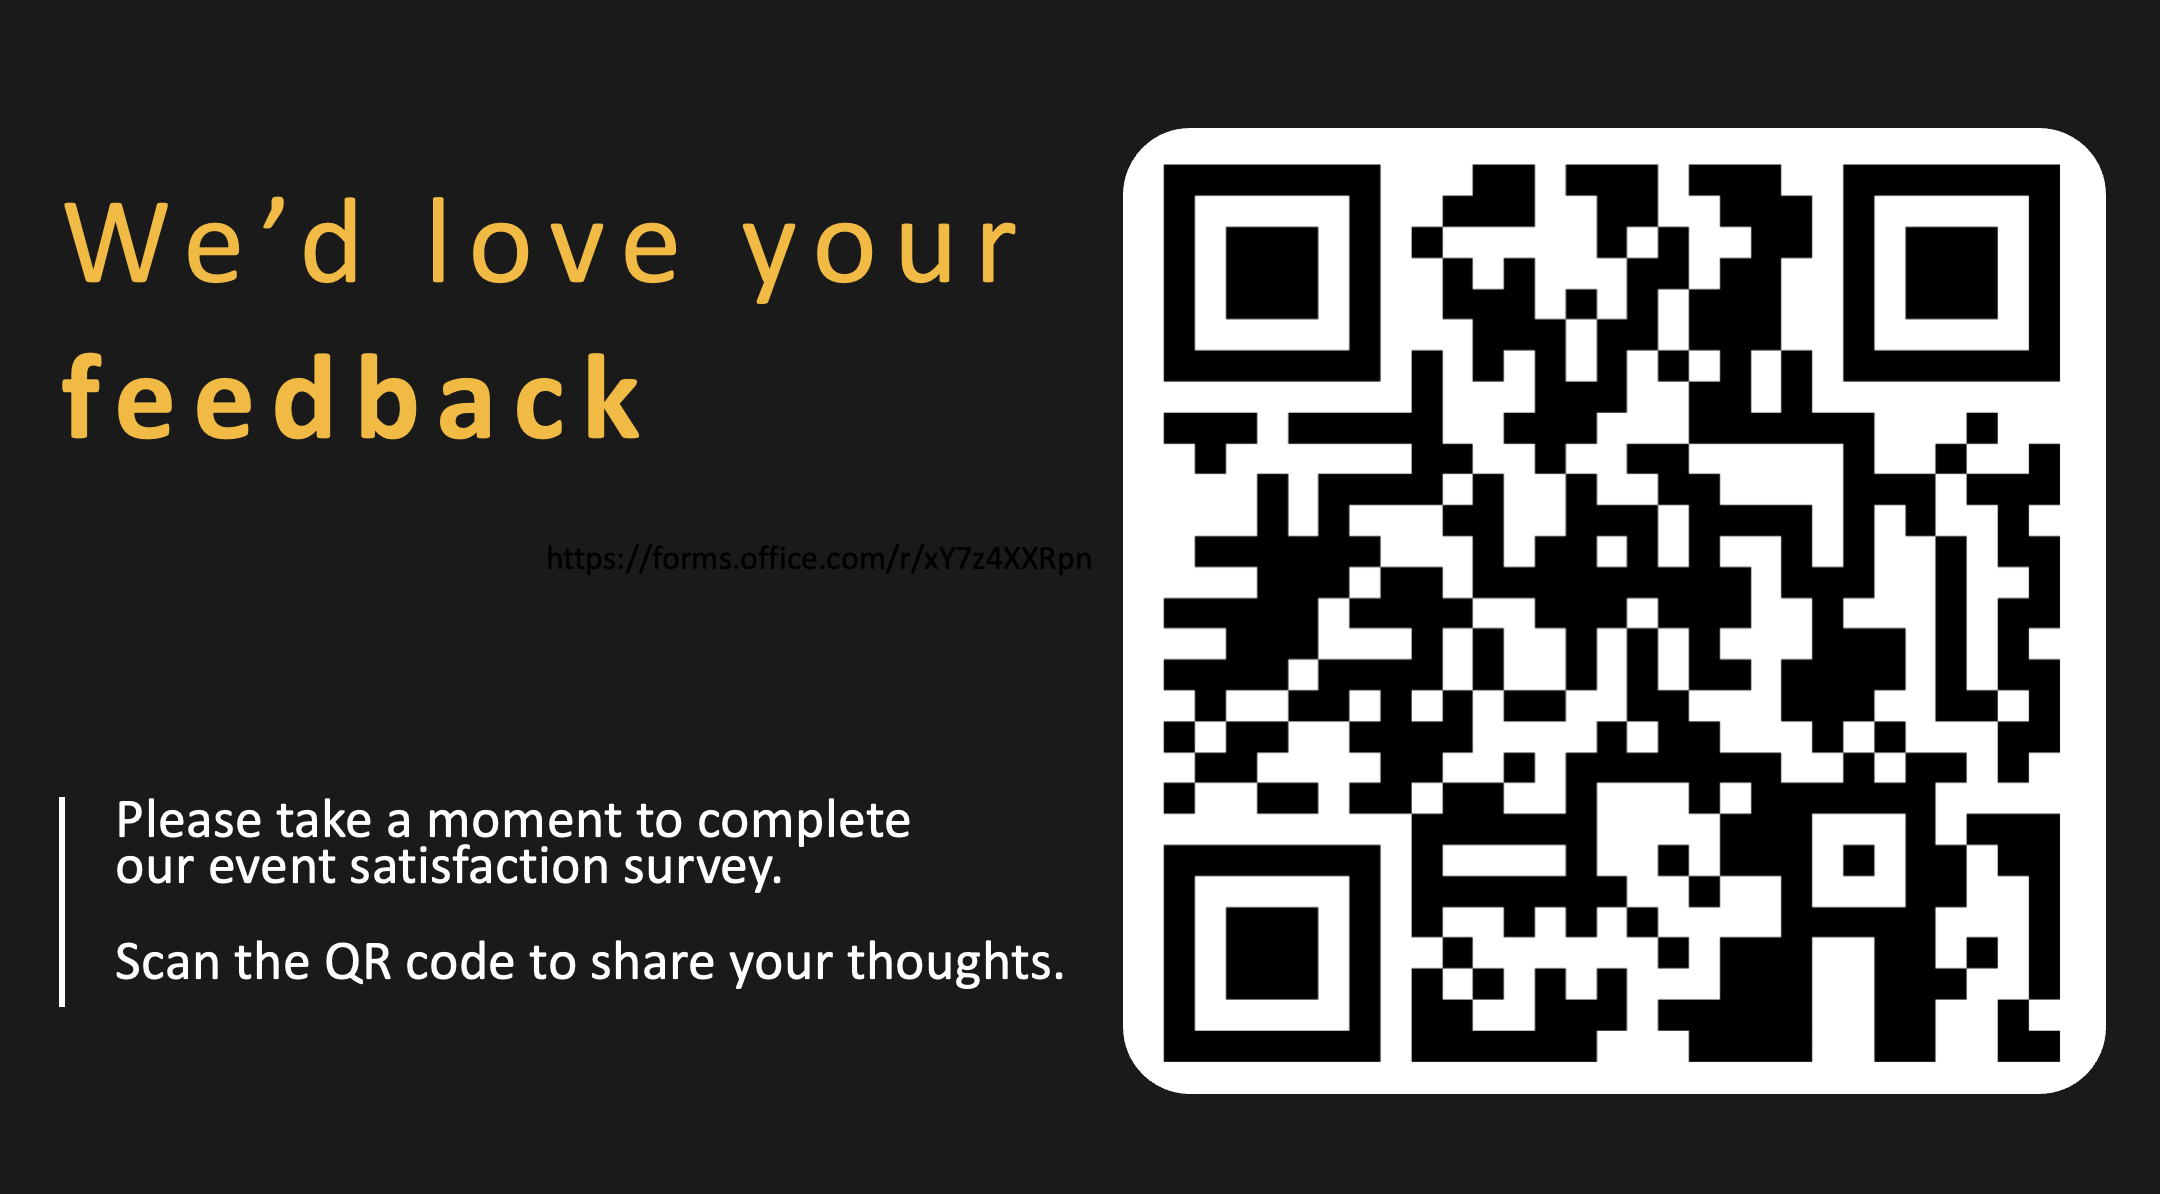 We’d love your
feedback
https://forms.office.com/r/xY7z4XXRpn
Please take a moment to complete
our event satisfaction survey.
Scan the QR code to share your thoughts.